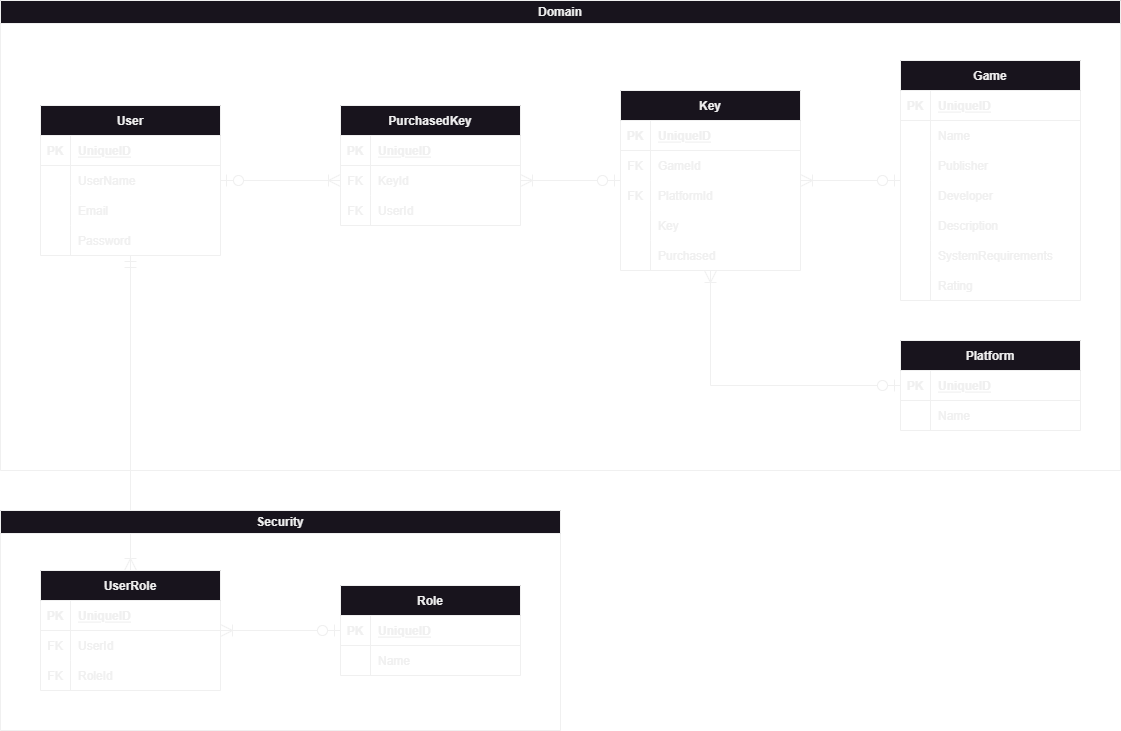 Domain
User
PK UniqueID
UserName
Email
Password
PurchasedKey
PK UniqueID
FK KeyId
FK UserId
Key
PK UniqueID
FK GameId
FK PlatformId
Key
Purchased
Game
PK UniqueID
Name
Publisher
Developer
Description
SystemRequirements
Rating
Platform
PK UniqueID
Name
Security
UserRole
PK UniqueID
FK UserId
FK RoleId
Role
PK UniqueID
Name